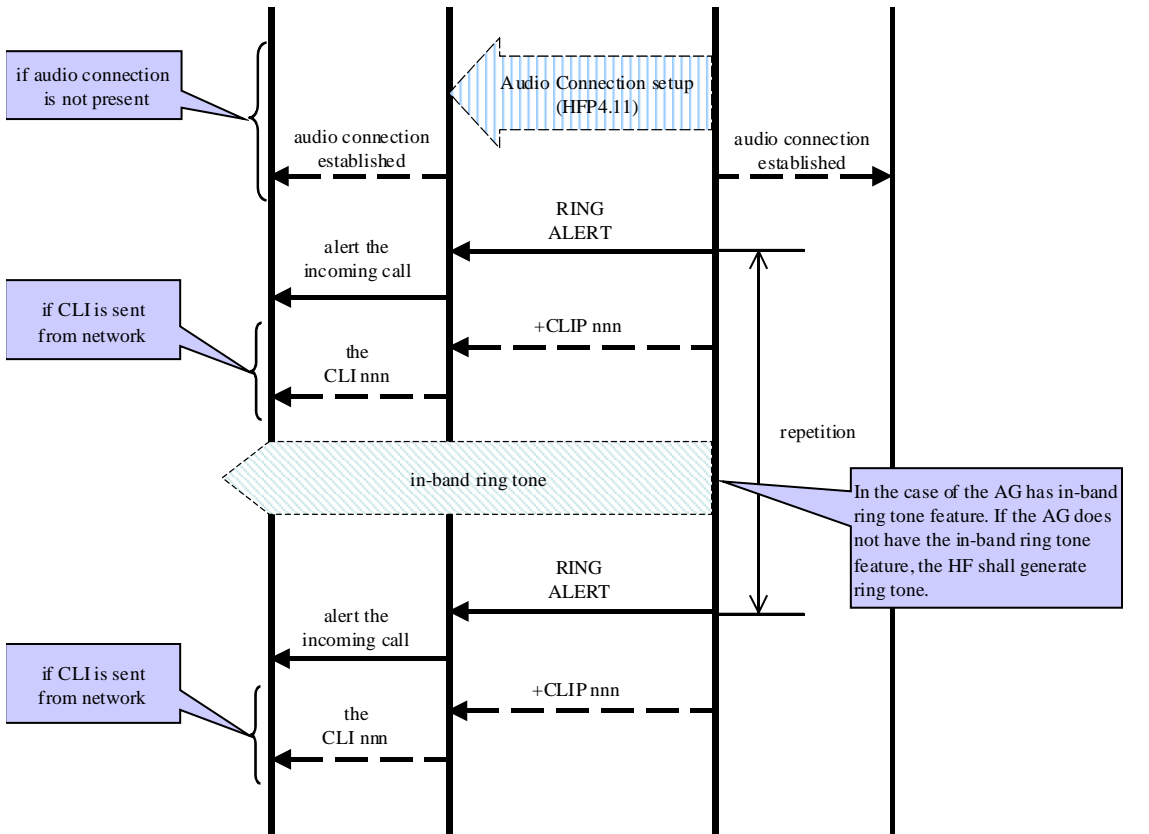 if audio connection
is not present
Audio Connection setup
(HFP4.11)
audio connection
established
audio connection
established
RING
ALERT
alert the
incoming call
if CLI is sent
from network
+CLIP nnn
the
CLI nnn
repetition
in-band ring tone
In the case of the AG has in-band
ring tone feature. If the AG does
not have the in-band ring tone
feature, the HF shall generate
ring tone.
RING
ALERT
alert the
incoming call
if CLI is sent
from network
+CLIP nnn
the
CLI nnn